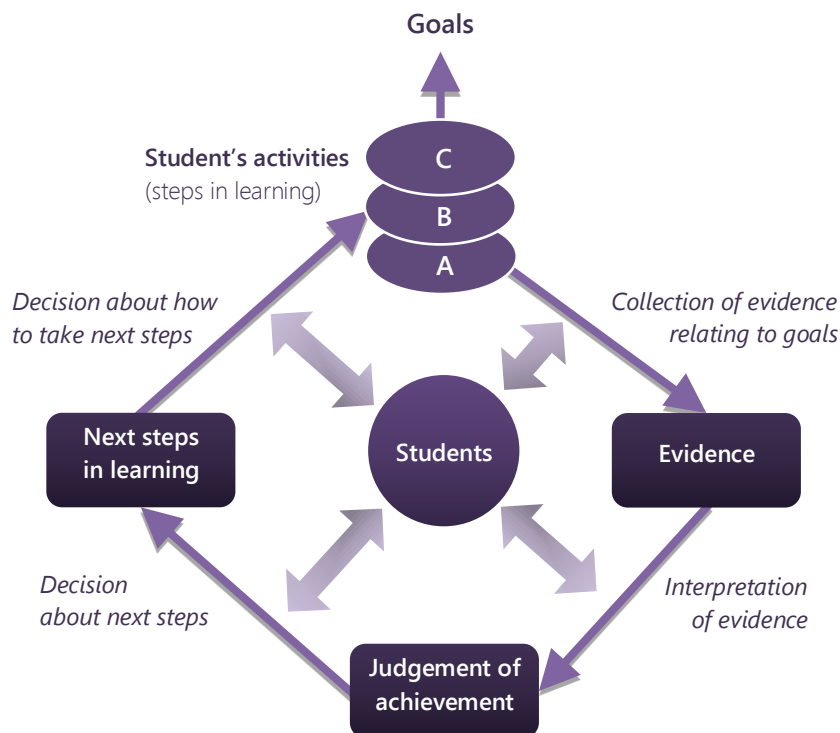 Goals
Student’s activities
(steps in learning)
C
B
A
Decision about how
to take next steps
Collection of evidence
relating to goals
Next steps
in learning
Students
Evidence
Decision
about next steps
Interpretation
of evidence
Judgement of
achievement